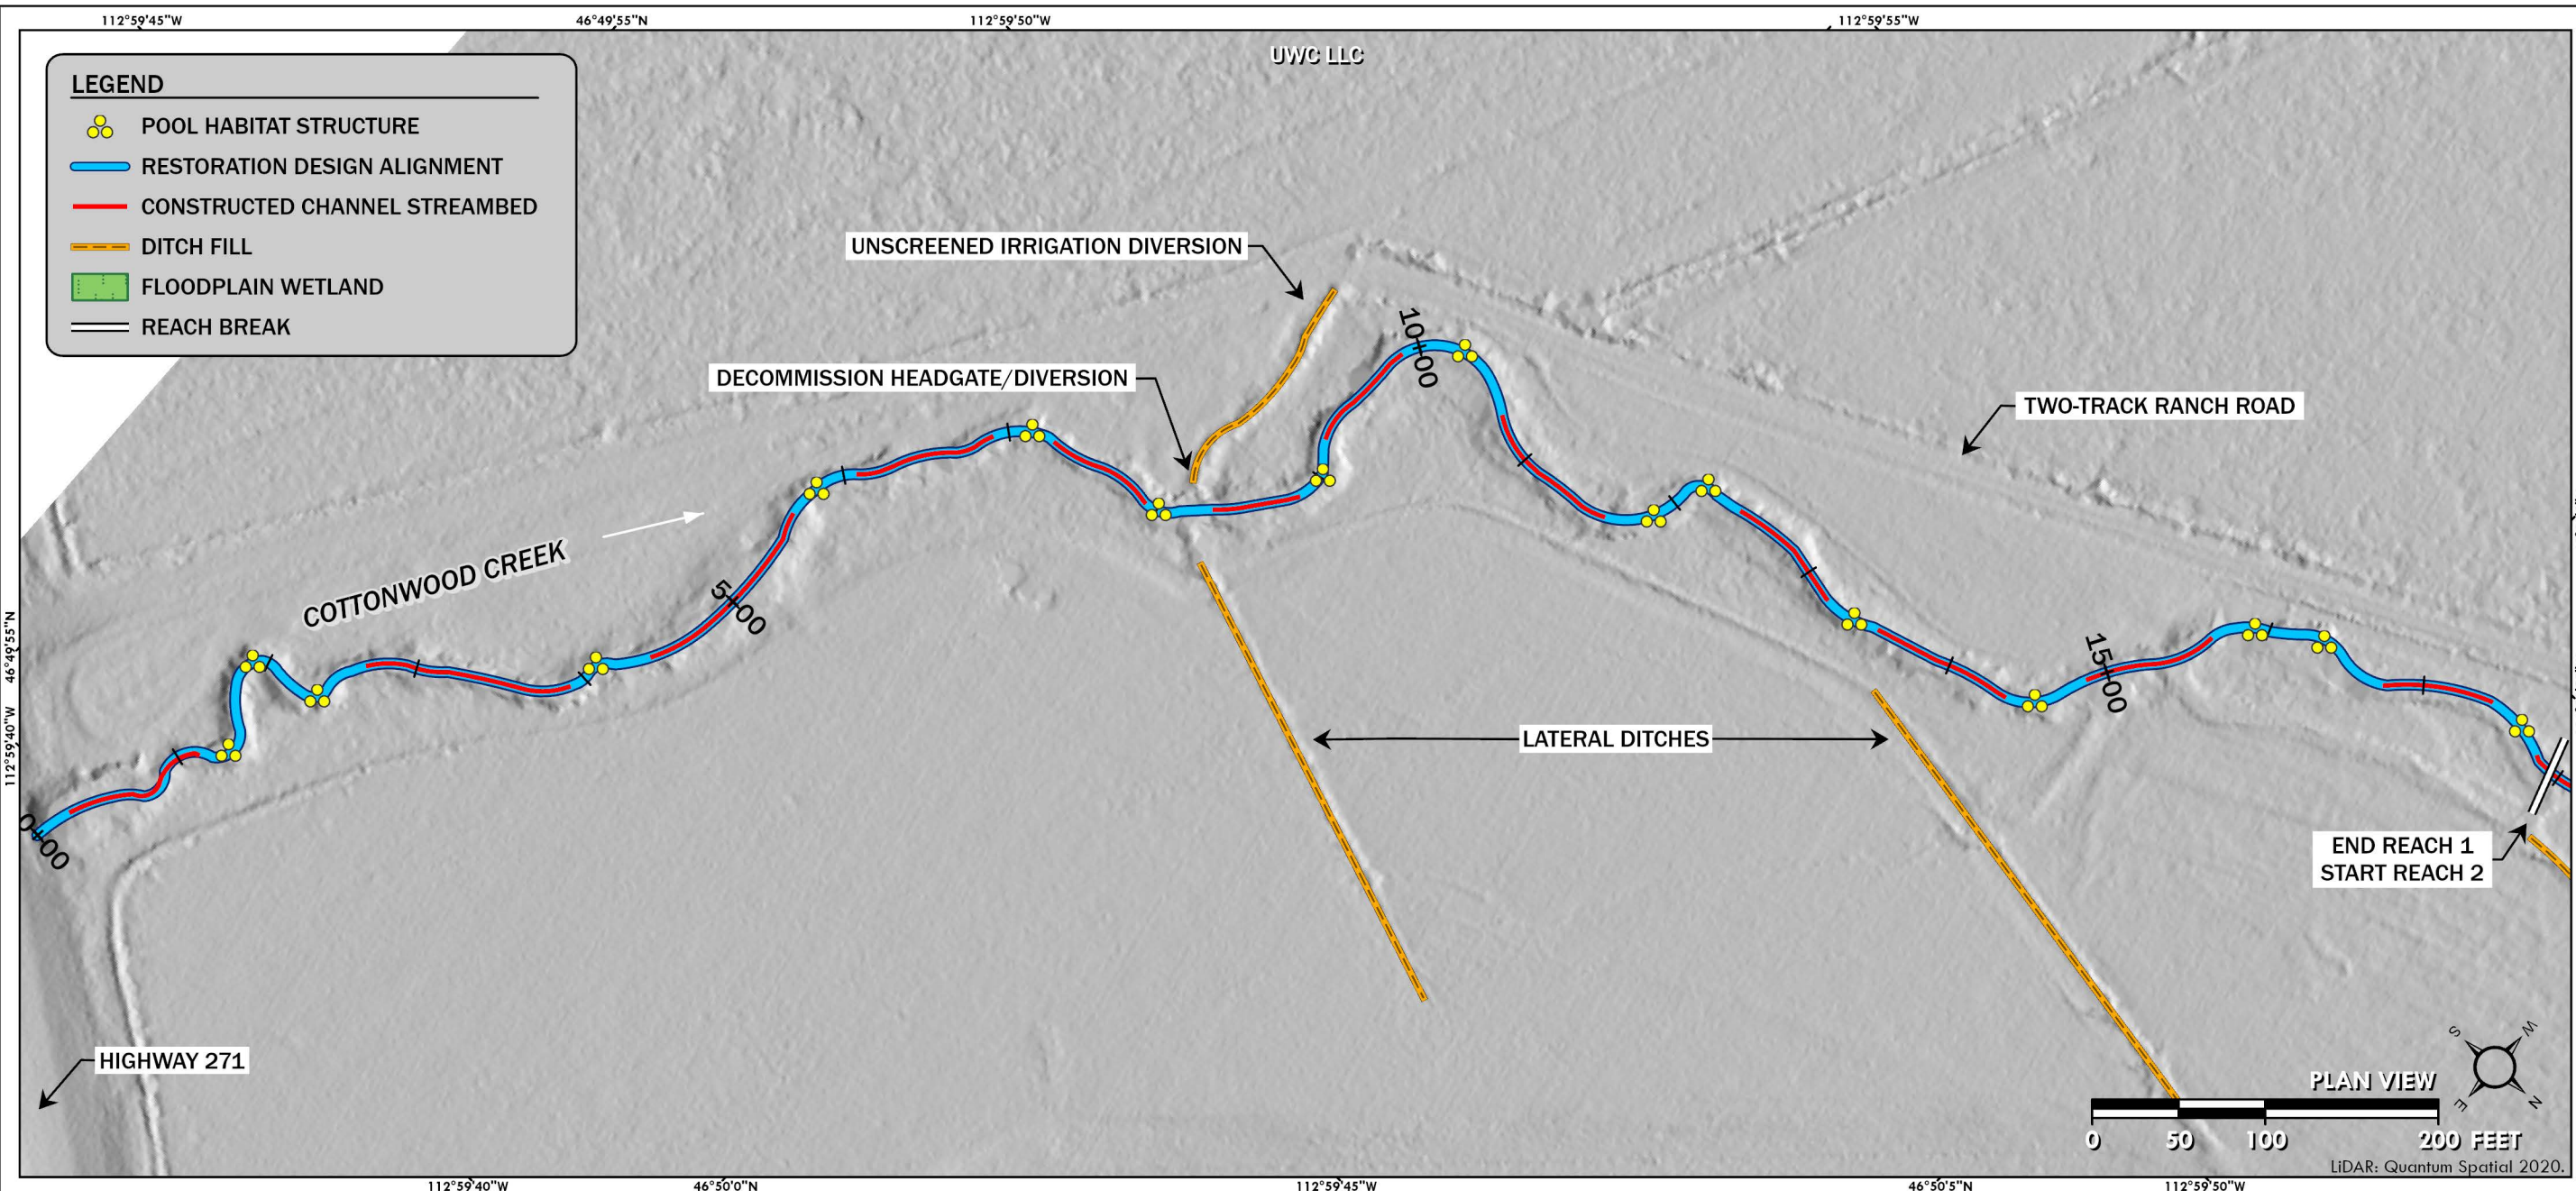 112°59'45"W
46°49'55"N
112°59'50"W
112°59'55"W
UWC LLC
LEGEND
POOL HABITAT STRUCTURE
RESTORATION DESIGN ALIGNMENT
CONSTRUCTED CHANNEL STREAMBED
DITCH FILL
FLOODPLAIN WETLAND
REACH BREAK
UNSCREENED IRRIGATION DIVERSION
DECOMMISSION HEADGATE/DIVERSION
10+00
TWO-TRACK RANCH ROAD
COTTONWOOD CREEK
5+00
46°49'55"N
112°59'40"W
15+00
LATERAL DITCHES
0+00
END REACH 1
START REACH 2
HIGHWAY 271
S
W
E
N
PLAN VIEW
0 50 100 200 FEET
LiDAR: Quantum Spatial 2020.
112°59'40"W
46°50'0"N
112°59'45"W
46°50'5"N
112°59'50"W